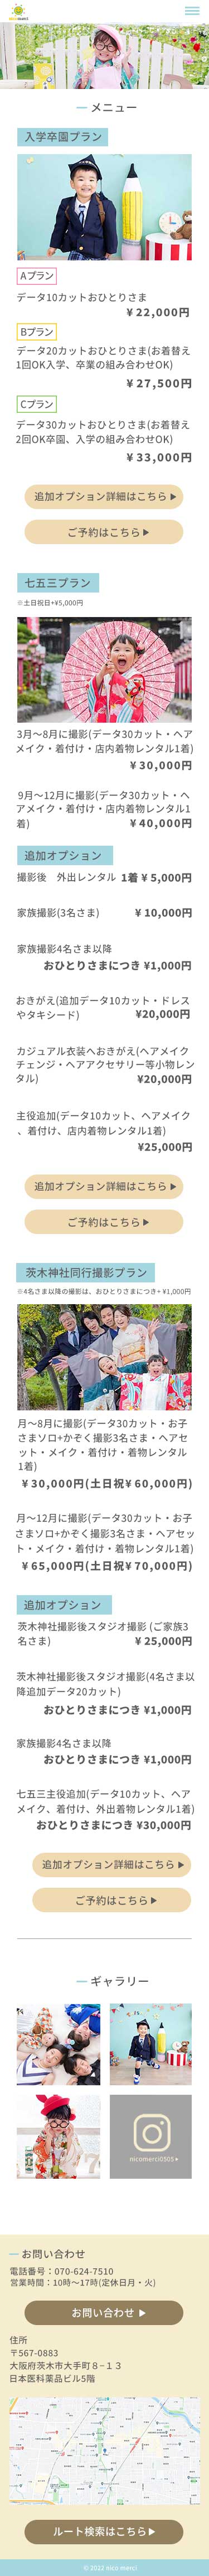 nico merci
メニュー
入学卒園プラン
Aプラン
データ10カットおひとりさま
¥22,000円
Bプラン
データ20カットおひとりさま(お着替え
1回OK入学、卒業の組み合わせOK)
¥27,500円
Cプラン
データ30カットおひとりさま(お着替え
2回OK卒園、入学の組み合わせOK)
¥33,000円
追加オプション詳細はこちら▶
ご予約はこちら▶
七五三プラン
※土日祝日+¥5,000円
3月〜8月に撮影(データ30カット・ヘア
メイク・着付け・店内着物レンタル1着)
¥30,000円
9月〜12月に撮影(データ30カット・ヘ
アメイク・着付け・店内着物レンタル1
着)
¥40,000円
追加オプション
撮影後　外出レンタル 1着¥5,000円
家族撮影(3名さま) ¥10,000円
家族撮影4名さま以降
おひとりさまにつき ¥1,000円
おきがえ(追加データ10カット・ドレス
やタキシード) ¥20,000円
カジュアル衣装へおきがえ(ヘアメイク
チェンジ・ヘアアクセサリー等小物レン
タル) ¥20,000円
主役追加(データ10カット、ヘアメイク
、着付け、店内着物レンタル1着)
¥25,000円
追加オプション詳細はこちら▶
ご予約はこちら▶
茨木神社同行撮影プラン
※4名さま以降の撮影は、おひとりさまにつき+ ¥1,000円
月〜8月に撮影(データ30カット・お子
さまソロ+かぞく撮影3名さま・ヘアセ
ット・メイク・着付け・着物レンタル
1着)
¥30,000円(土日祝¥60,000円)
月〜12月に撮影(データ30カット・お子
さまソロ+かぞく撮影3名さま・ヘアセッ
ト・メイク・着付け・着物レンタル1着)
¥65,000円(土日祝¥70,000円)
追加オプション
茨木神社撮影後スタジオ撮影 (ご家族3
名さま) ¥25,000円
茨木神社撮影後スタジオ撮影(4名さま以
降追加データ20カット)
おひとりさまにつき ¥1,000円
家族撮影4名さま以降
おひとりさまにつき ¥1,000円
七五三主役追加(データ10カット、ヘア
メイク、着付け、外出着物レンタル1着)
おひとりさまにつき ¥30,000円
追加オプション詳細はこちら▶
ご予約はこちら▶
ギャラリー
nicomerci0505
お問い合わせ
電話番号：070-624-7510
営業時間：10時〜17時(定休日月・火)
お問い合わせ ▶
住所
〒567-0883
大阪府茨木市大手町８−１３
日本医科薬品ビル5階
ルート検索はこちら▶
© 2022 nico merci